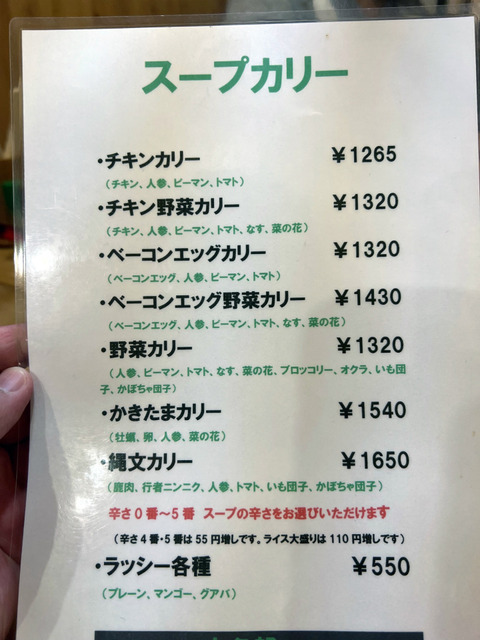 スープカリー
・チキンカリー ￥1265
（チキン、人参、ピーマン、トマト）
・チキン野菜カリー ￥1320
（チキン、人参、ピーマン、トマト、なす、菜の花）
・ベーコンエッグカリー ￥1320
（ベーコンエッグ、人参、ピーマン、トマト）
・ベーコンエッグ野菜カリー ￥1430
（ベーコンエッグ、人参、ピーマン、トマト、なす、菜の花）
・野菜カリー ￥1320
（人参、ピーマン、トマト、なす、菜の花、ブロッコリー、オクラ、いも団
子、かぼちゃ団子）
・かきたまカリー ￥1540
（牡蠣、卵、人参、菜の花）
・縄文カリー ￥1650
（鹿肉、行者ニンニク、人参、トマト、いも団子、かぼちゃ団子）
辛さ０番～５番 スープの辛さをお選びいただけます
（辛さ４番・５番は 55 円増しです。ライス大盛りは 110 円増しです）
・ラッシー各種 ￥550
（プレーン、マンゴー、グアバ）